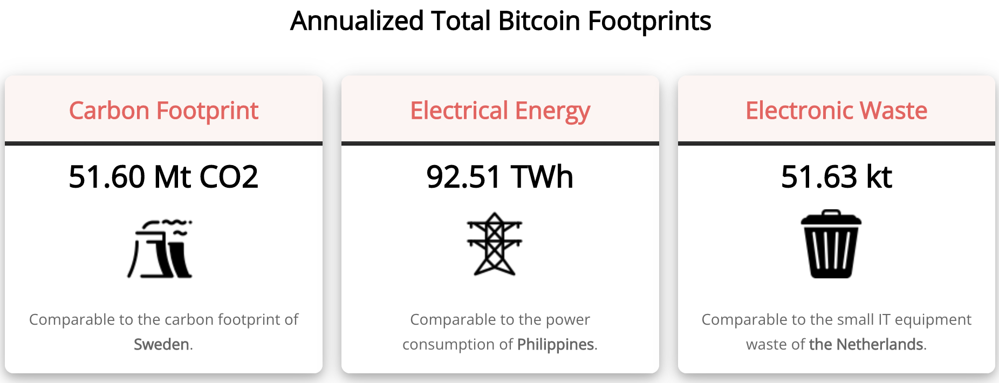 Annualized Total Bitcoin Footprints
Carbon Footprint
51.60 Mt CO2
Comparable to the carbon footprint of
Sweden.
Electrical Energy
92.51 TWh
Comparable to the power
consumption of Philippines.
Electronic Waste
51.63 kt
Comparable to the small IT equipment
waste of the Netherlands.